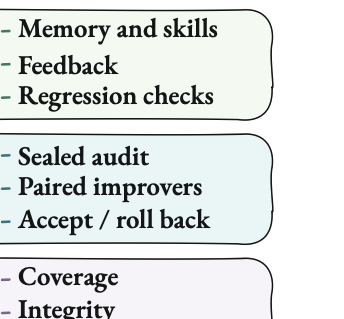 - Memory and skills
- Feedback
- Regression checks
- Sealed audit
- Paired improvers
- Accept / roll back
- Coverage
- Integrity